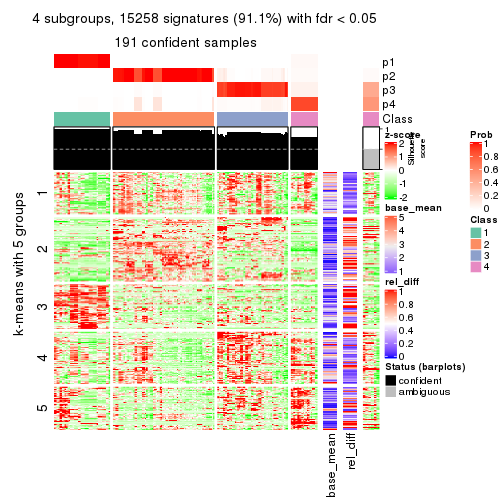 4 subgroups, 15258 signatures (91.1%) with fdr < 0.05
191 confident samples
p1
p2
p3
p4
Class
1
Silhouette
score
k-means with 5 groups
1
2
3
4
5
base_mean
rel_diff
z-score
2
1
0
-1
-2
base_mean
5
4
3
2
1
rel_diff
1
0.8
0.6
0.4
0.2
0
Status (barplots)
confident
ambiguous
Prob
1
0.8
0.6
0.4
0.2
0
Class
1
2
3
4